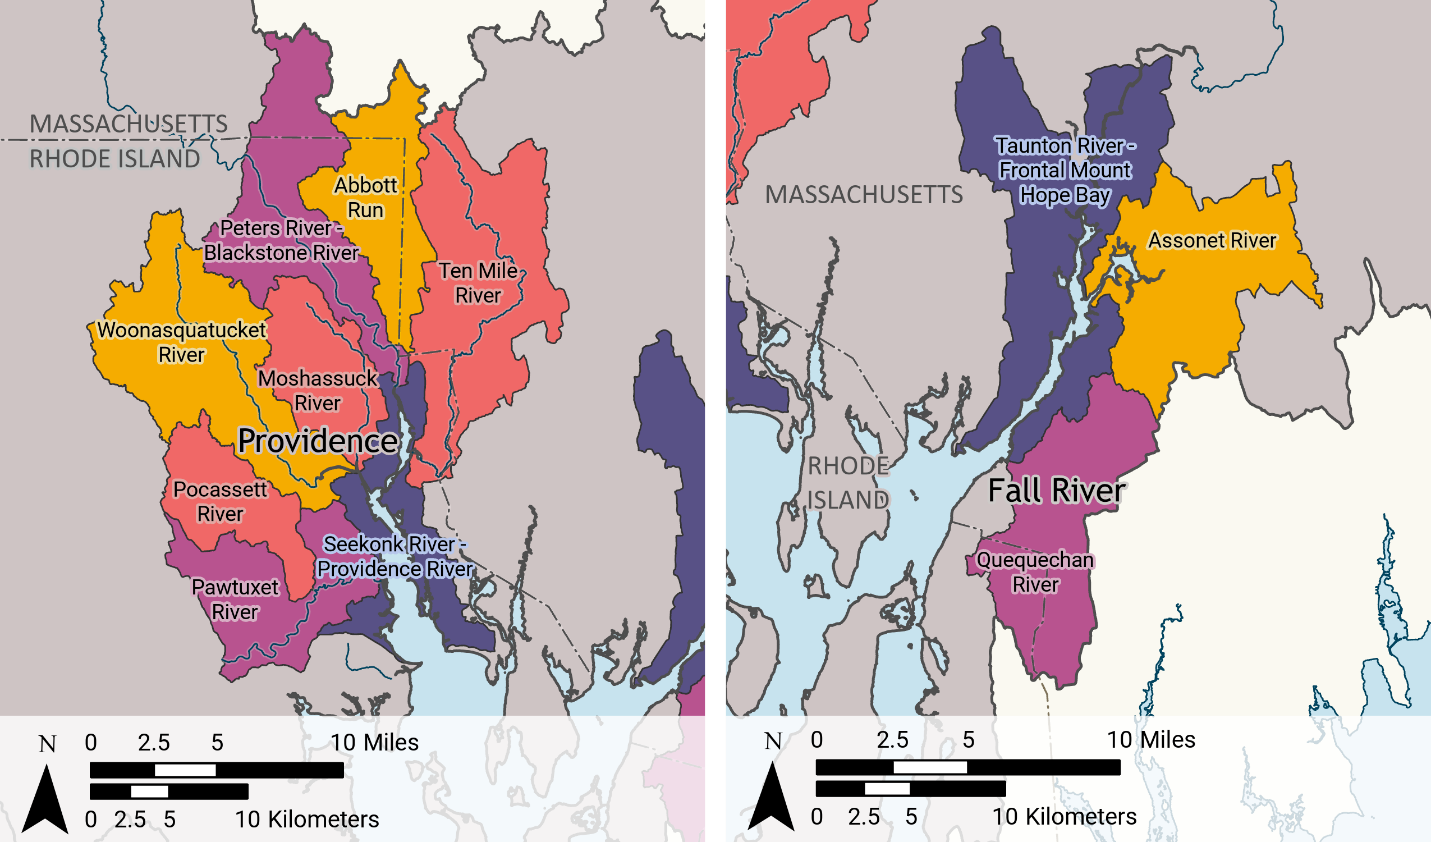 MASSACHUSETTS
RHODE ISLAND
Abbott
Run
Peters River -
Blackstone River
Ten Mile
River
Woonasquatucket
River
Moshassuck
River
Providence
Pocassett
River
Seekonk River -
Providence River
Pawtuxet
River
N
0 2.5 5 10 Miles
0 2.5 5 10 Kilometers
Taunton River -
Frontal Mount
Hope Bay
MASSACHUSETTS
Assonet River
RHODE
ISLAND
Fall River
Quequechan
River
N
0 2.5 5 10 Miles
0 2.5 5 10 Kilometers